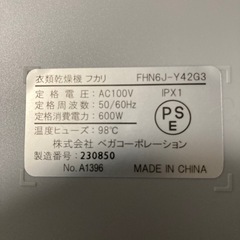 衣類乾燥機 フカリ FHN6J-Y42G3
定格電圧:AC100V IPX1
定格周波数:50/60Hz
定格消費電力:600W
温度ヒューズ:98℃
PSE
株式会社 ベガコーポレーション
製造番号:230850
No. A1396 MADE IN CHINA